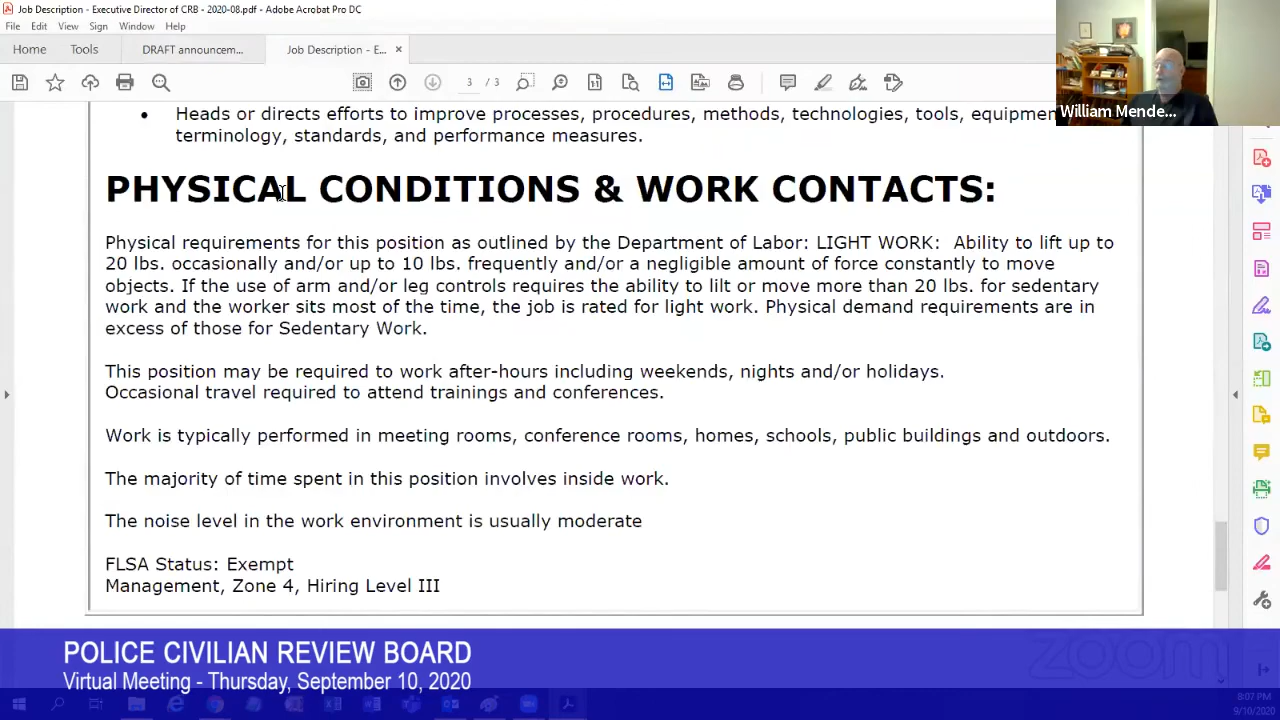 Job Description - Executive Director of CRB - 2020-08.pdf - Adobe Acrobat Pro DC
File Edit View Sign Window Help
Home Tools DRAFT announcem... Job Description - E... ×
3 / 3
William Mende...
Heads or directs efforts to improve processes, procedures, methods, technologies, tools, equipmen
terminology, standards, and performance measures.
PHYSICAL CONDITIONS & WORK CONTACTS:
Physical requirements for this position as outlined by the Department of Labor: LIGHT WORK: Ability to lift up to
20 lbs. occasionally and/or up to 10 lbs. frequently and/or a negligible amount of force constantly to move
objects. If the use of arm and/or leg controls requires the ability to lilt or move more than 20 lbs. for sedentary
work and the worker sits most of the time, the job is rated for light work. Physical demand requirements are in
excess of those for Sedentary Work.
This position may be required to work after-hours including weekends, nights and/or holidays.
Occasional travel required to attend trainings and conferences.
Work is typically performed in meeting rooms, conference rooms, homes, schools, public buildings and outdoors.
The majority of time spent in this position involves inside work.
The noise level in the work environment is usually moderate
FLSA Status: Exempt
Management, Zone 4, Hiring Level III
POLICE CIVILIAN REVIEW BOARD
Virtual Meeting - Thursday, September 10, 2020
zoom
8:07 PM
9/10/2020